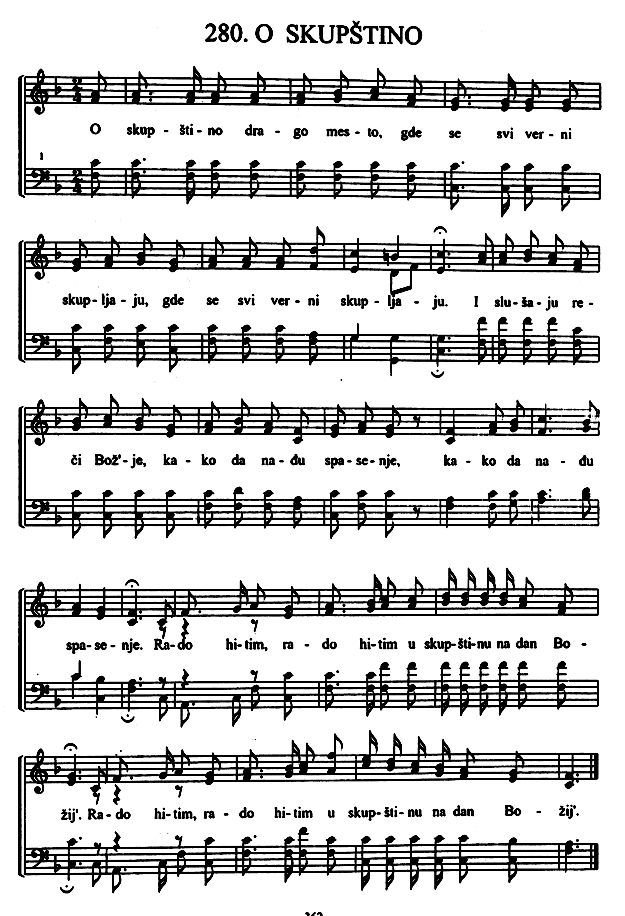 280. O SKUPŠTINO
O skup - šti - no dra - go mes - to, gde se svi ver - ni
1
skup - lja - ju, gde se svi ver - ni skup - lja - ju. I slu - ša - ju re -
či Bož' - je, ka - ko da na - đu spa - se - nje, ka - ko da na - đu
spa - se - nje. Ra - do hi - tim, ra - do hi - tim u skup - šti - nu na dan Bo -
žij'. Ra - do hi - tim, ra - do hi - tim u skup - šti - nu na dan Bo - žij'.